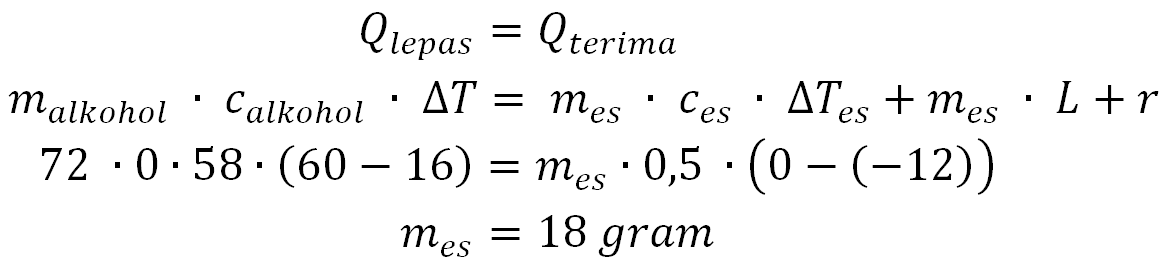 Q_lepas = Q_terima
m_alkohol · c_alkohol · ΔT = m_es · c_es · ΔT_es + m_es · L + r
72 · 0 · 58 · (60 − 16) = m_es · 0,5 · (0 − (−12))
m_es = 18 gram